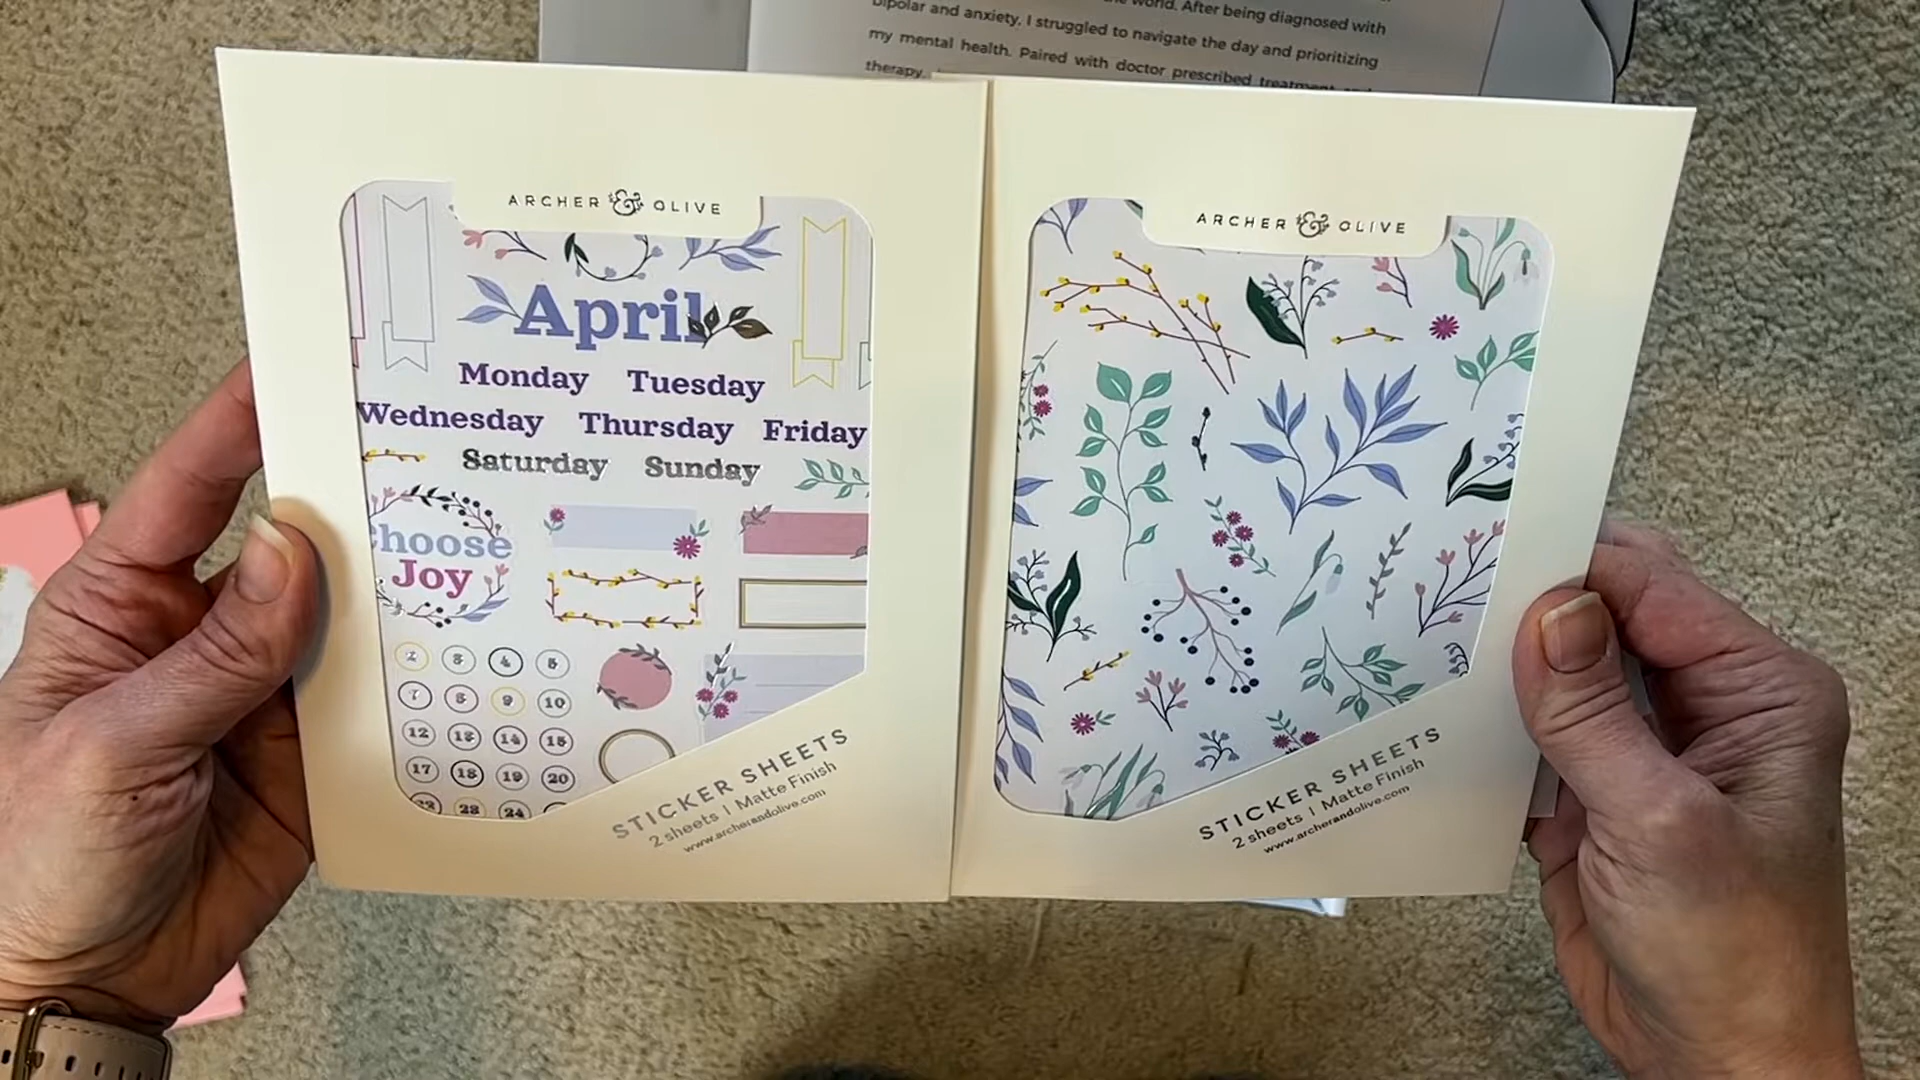 the world. After being diagnosed with
bipolar and anxiety, I struggled to navigate the day and prioritizing
my mental health. Paired with doctor prescribed treatment and
therapy.
ARCHER & OLIVE
April
Monday Tuesday
Wednesday Thursday Friday
Saturday Sunday
Choose
Joy
2 3 4 5
7 8 9 10
12 13 14 15
17 18 19 20
22 23 24
STICKER SHEETS
2 sheets | Matte Finish
www.archerandolive.com
ARCHER & OLIVE
STICKER SHEETS
2 sheets | Matte Finish
www.archerandolive.com